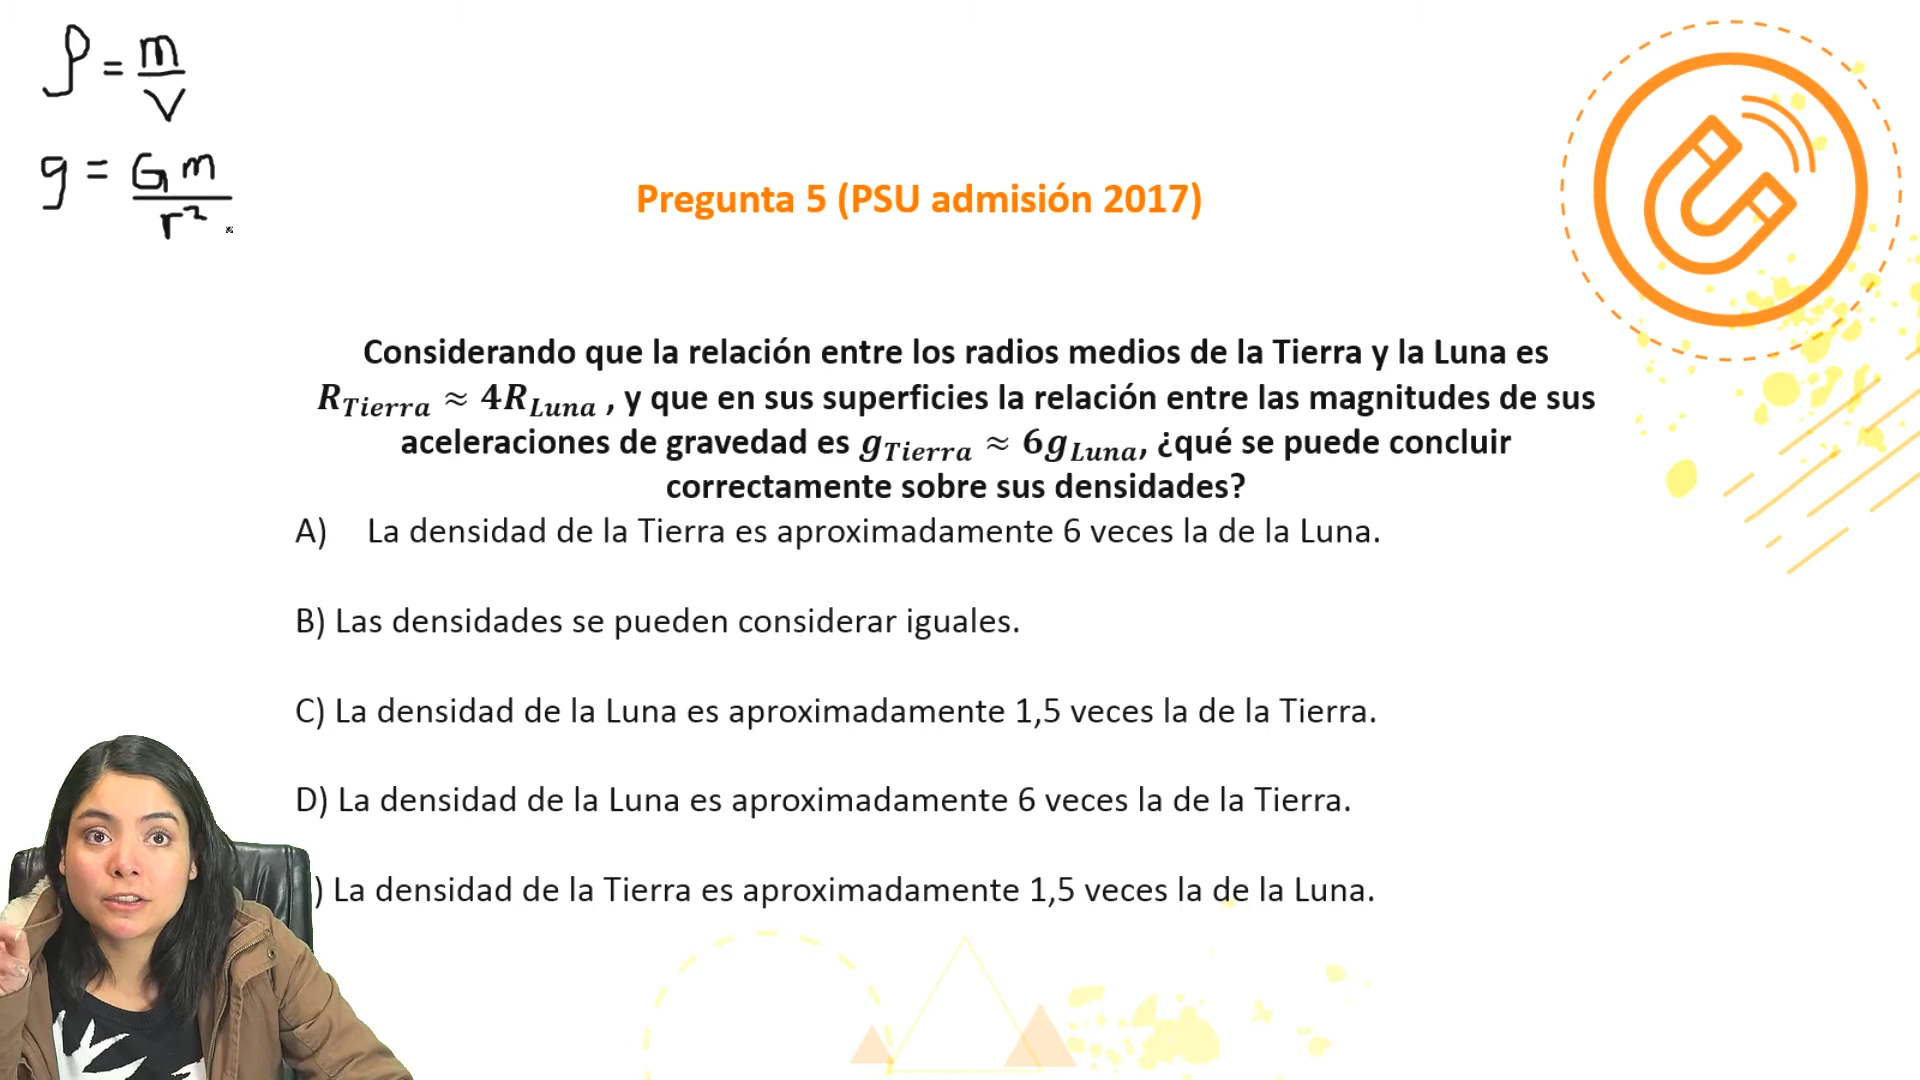 ρ = m/V
g = Gm/r²
Pregunta 5 (PSU admisión 2017)
Considerando que la relación entre los radios medios de la Tierra y la Luna es
R_Tierra ≈ 4R_Luna , y que en sus superficies la relación entre las magnitudes de sus
aceleraciones de gravedad es g_Tierra ≈ 6g_Luna, ¿qué se puede concluir
correctamente sobre sus densidades?
A) La densidad de la Tierra es aproximadamente 6 veces la de la Luna.
B) Las densidades se pueden considerar iguales.
C) La densidad de la Luna es aproximadamente 1,5 veces la de la Tierra.
D) La densidad de la Luna es aproximadamente 6 veces la de la Tierra.
) La densidad de la Tierra es aproximadamente 1,5 veces la de la Luna.